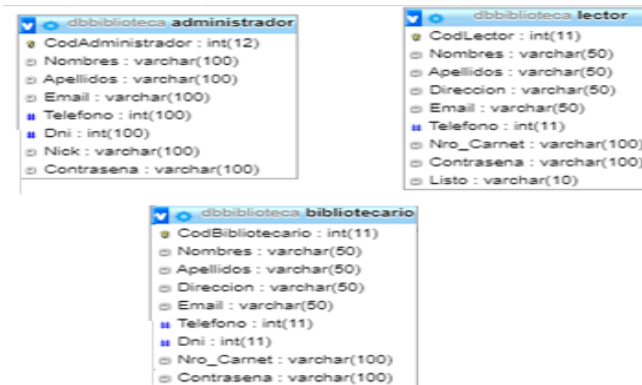 dbbiblioteca administrador
CodAdministrador : int(12)
Nombres : varchar(100)
Apellidos : varchar(100)
Email : varchar(100)
Telefono : int(100)
Dni : int(100)
Nick : varchar(100)
Contrasena : varchar(100)
dbbiblioteca lector
CodLector : int(11)
Nombres : varchar(50)
Apellidos : varchar(50)
Direccion : varchar(50)
Email : varchar(50)
Telefono : int(11)
Nro_Carnet : varchar(100)
Contrasena : varchar(100)
Listo : varchar(10)
dbbiblioteca bibliotecario
CodBibliotecario : int(11)
Nombres : varchar(50)
Apellidos : varchar(50)
Direccion : varchar(50)
Email : varchar(50)
Telefono : int(11)
Dni : int(11)
Nro_Carnet : varchar(100)
Contrasena : varchar(100)